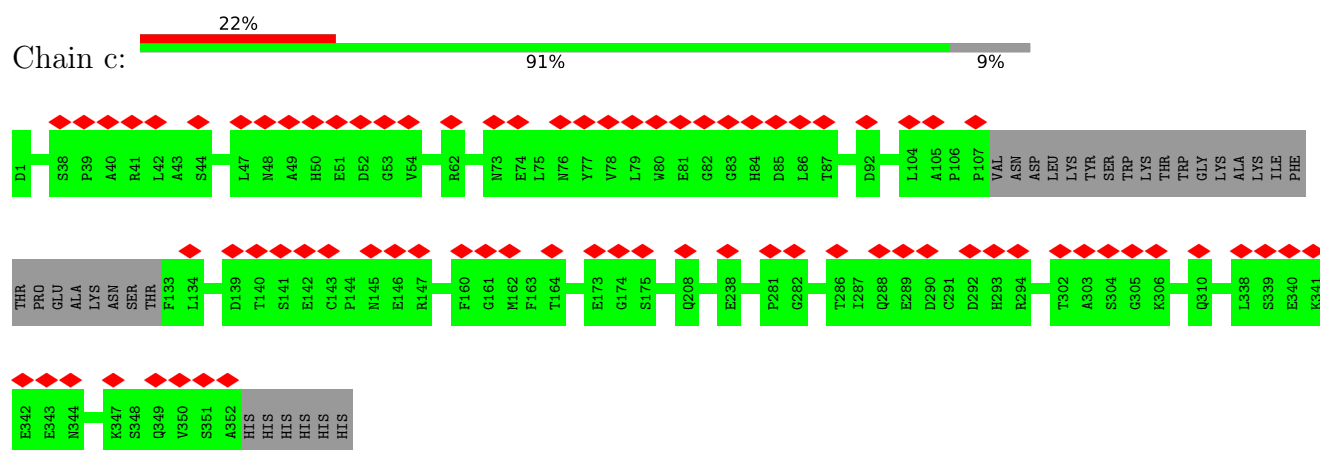 22%
Chain c:
91% 9%
D1 S38 P39 A40 R41 L42 A43 S44 L47 N48 A49 H50 E51 D52 G53 V54 R62 N73 E74 L75 N76 Y77 V78 L79 W80 E81 G82 G83 H84 D85 L86 T87 D92 L104 A105 P106 P107 VAL ASN ASP LEU LYS TYR SER TRP LYS THR TRP GLY LYS ALA LYS ILE PHE
THR PRO GLU ALA LYS ASN SER THR F133 L134 D139 T140 S141 E142 C143 P144 N145 E146 R147 F160 G161 M162 F163 T164 E173 G174 S175 Q208 E238 P281 G282 T286 I287 Q288 E289 D290 C291 D292 H293 R294 T302 A303 S304 G305 K306 Q310 L338 S339 E340 K341
E342 E343 N344 K347 S348 Q349 V350 S351 A352 HIS HIS HIS HIS HIS HIS